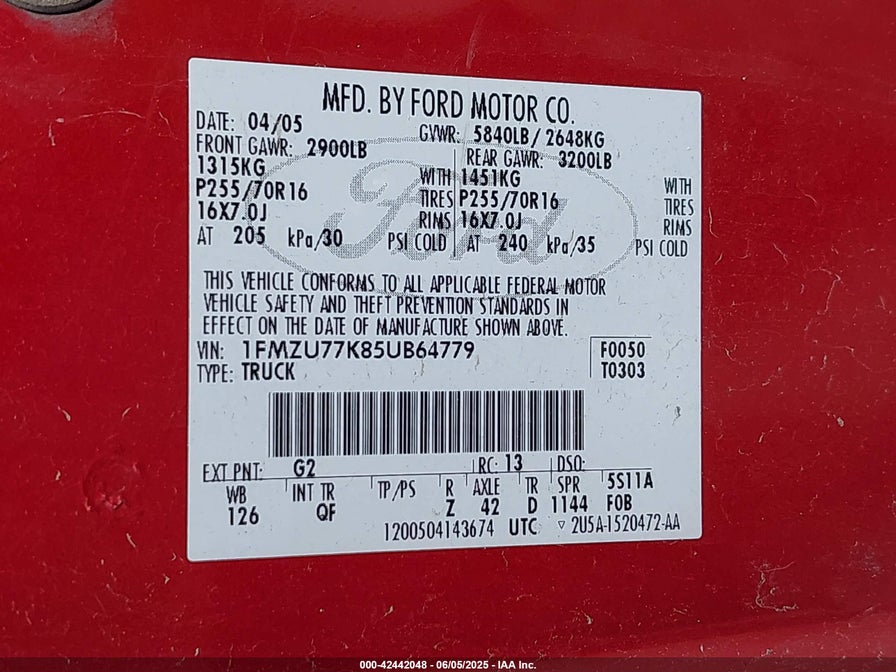 MFD. BY FORD MOTOR CO.
DATE: 04/05 GVWR: 5840LB/ 2648KG
FRONT GAWR: 2900LB REAR GAWR: 3200LB
1315KG WITH 1451KG WITH
P255/70R16 TIRES P255/70R16 TIRES
16X7.0J RIMS 16X7.0J RIMS
AT 205 kPa/30 PSI COLD AT 240 kPa/35 PSI COLD
Ford
THIS VEHICLE CONFORMS TO ALL APPLICABLE FEDERAL MOTOR
VEHICLE SAFETY AND THEFT PREVENTION STANDARDS IN
EFFECT ON THE DATE OF MANUFACTURE SHOWN ABOVE.
VIN: 1FMZU77K85UB64779 F0050
TYPE: TRUCK T0303
EXT PNT: G2 RC: 13 DSO:
WB INT TR TP/PS R AXLE TR SPR 5S11A
126 QF Z 42 D 1144 FOB
1200504143674 UTC ▽ 2U5A-1520472-AA
000-42442048 - 06/05/2025 - IAA Inc.